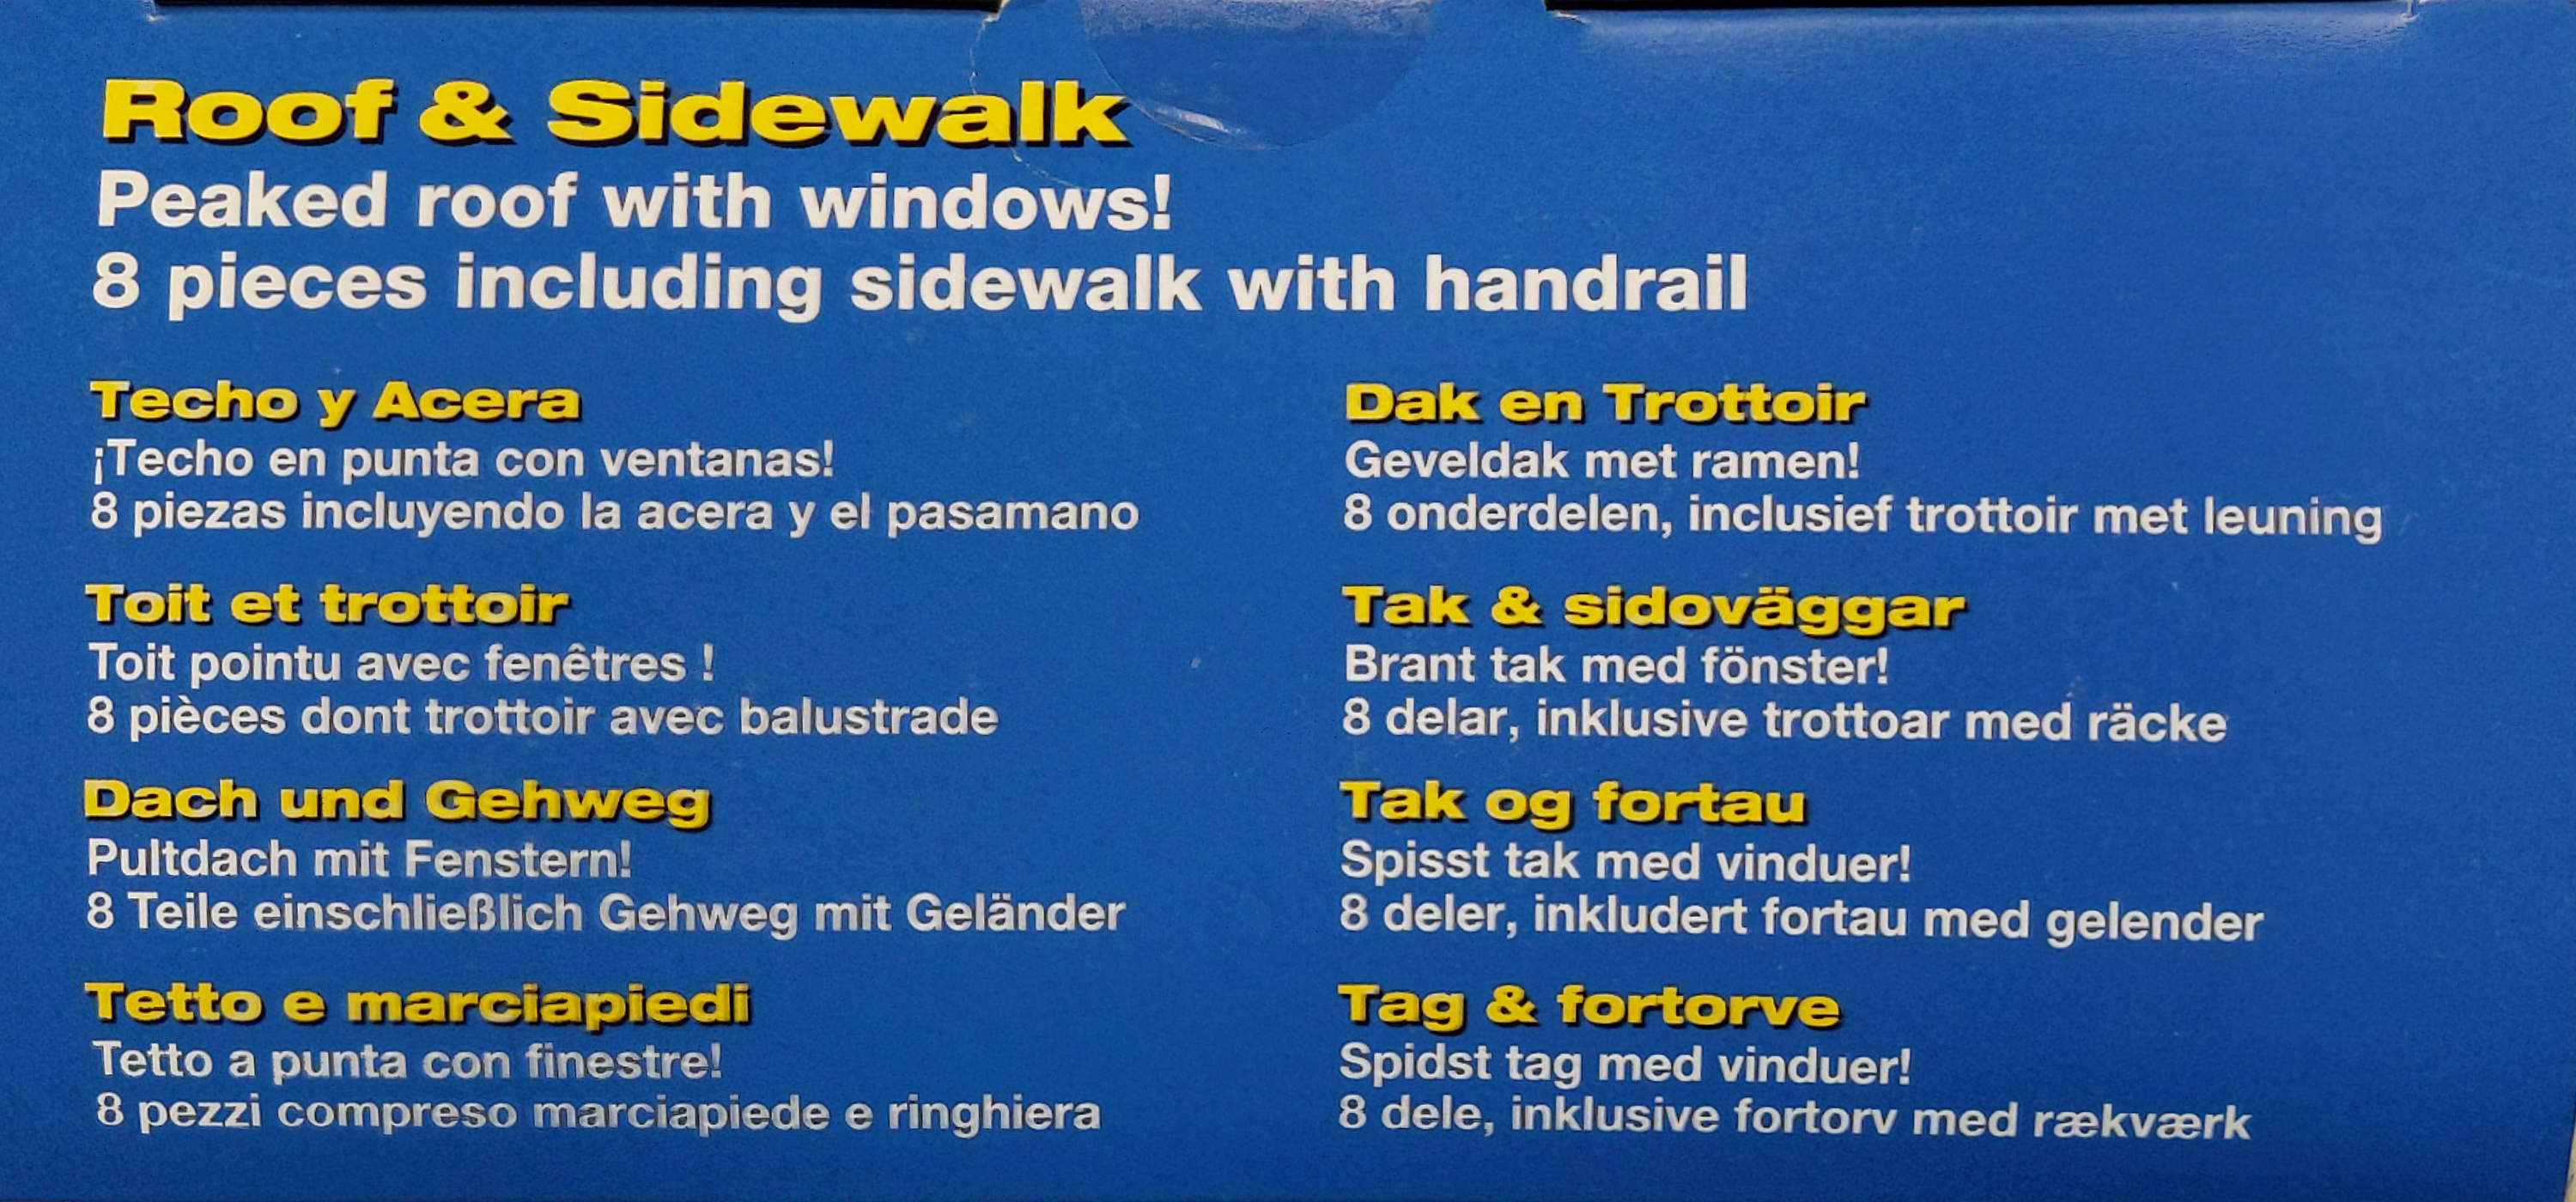 Roof & Sidewalk
Peaked roof with windows!
8 pieces including sidewalk with handrail
Techo y Acera
¡Techo en punta con ventanas!
8 piezas incluyendo la acera y el pasamano
Toit et trottoir
Toit pointu avec fenêtres !
8 pièces dont trottoir avec balustrade
Dach und Gehweg
Pultdach mit Fenstern!
8 Teile einschließlich Gehweg mit Geländer
Tetto e marciapiedi
Tetto a punta con finestre!
8 pezzi compreso marciapiede e ringhiera
Dak en Trottoir
Geveldak met ramen!
8 onderdelen, inclusief trottoir met leuning
Tak & sidoväggar
Brant tak med fönster!
8 delar, inklusive trottoar med räcke
Tak og fortau
Spisst tak med vinduer!
8 deler, inkludert fortau med gelender
Tag & fortorve
Spidst tag med vinduer!
8 dele, inklusive fortorv med rækværk